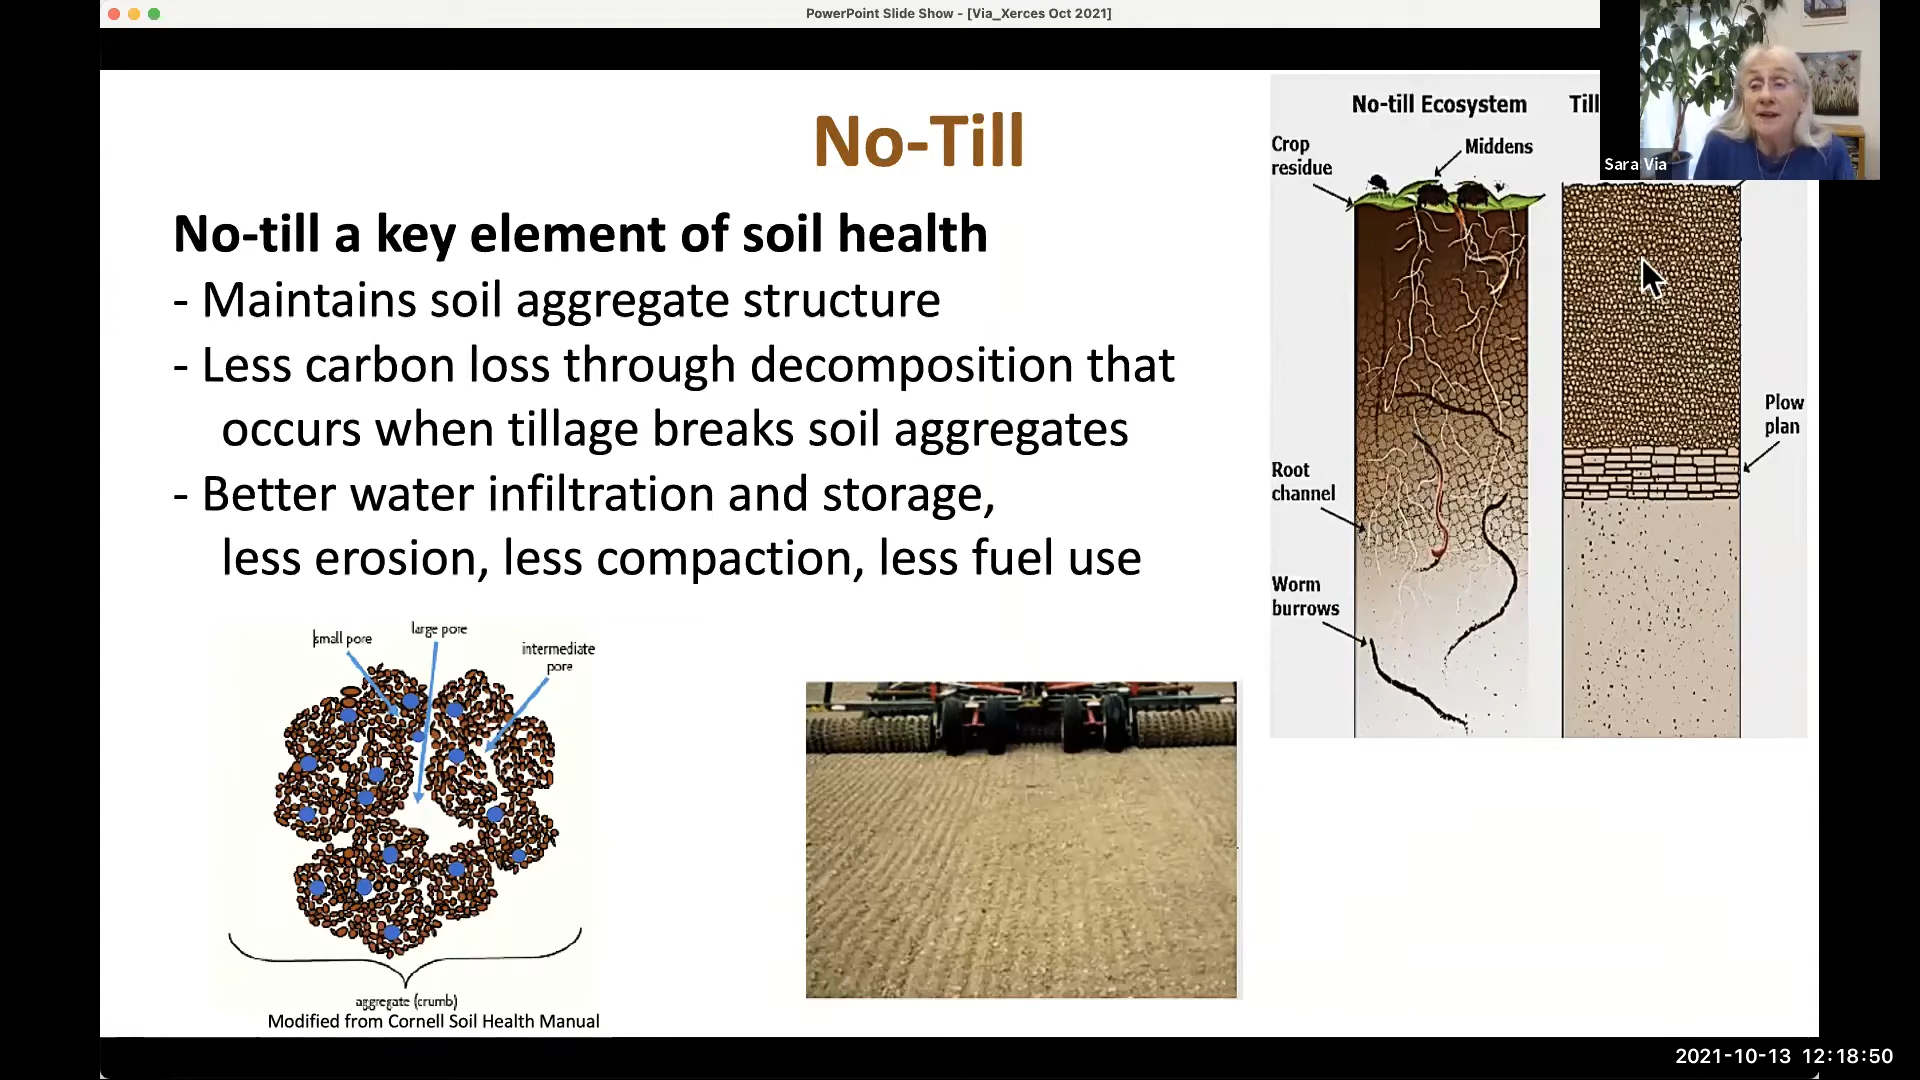 PowerPoint Slide Show - [Via_Xerces Oct 2021]
No-Till
No-till a key element of soil health
- Maintains soil aggregate structure
- Less carbon loss through decomposition that
occurs when tillage breaks soil aggregates
- Better water infiltration and storage,
less erosion, less compaction, less fuel use
small pore
large pore
intermediate
pore
aggregate (crumb)
Modified from Cornell Soil Health Manual
No-till Ecosystem
Till
Crop
residue
Middens
Root
channel
Worm
burrows
Plow
plan
Sara Via
2021-10-13 12:18:50